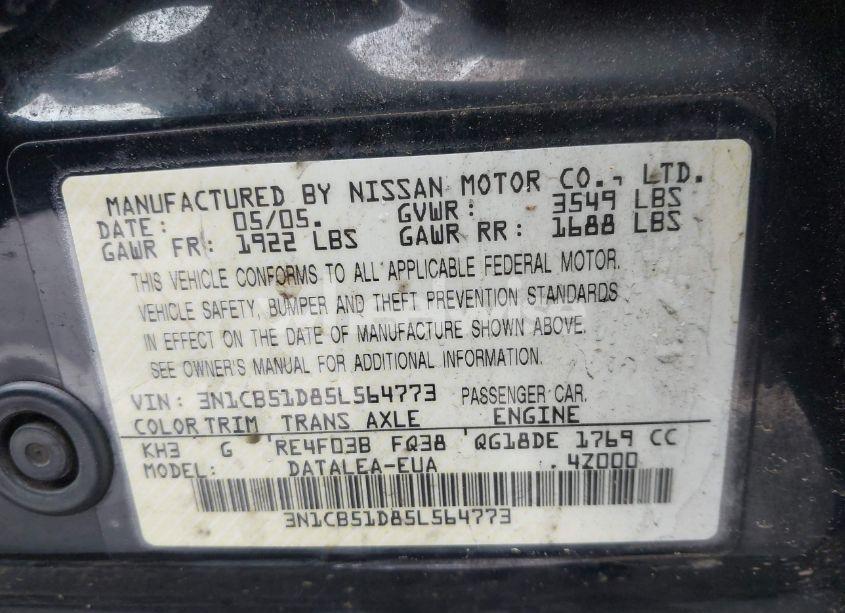 MANUFACTURED BY NISSAN MOTOR CO., LTD.
DATE: 05/05. GVWR: 3549 LBS
GAWR FR: 1922 LBS GAWR RR: 1688 LBS
THIS VEHICLE CONFORMS TO ALL APPLICABLE FEDERAL MOTOR.
VEHICLE SAFETY, BUMPER AND THEFT PREVENTION STANDARDS
IN EFFECT ON THE DATE OF MANUFACTURE SHOWN ABOVE.
SEE OWNER'S MANUAL FOR ADDITIONAL INFORMATION.
VIN: 3N1CB51D85L564773 PASSENGER CAR.
COLOR TRIM TRANS AXLE ENGINE
KH3 G RE4F03B FQ38 QG18DE 1769 CC
MODEL: DATALEA-EUA . 4Z000
3N1CB51D85L564773